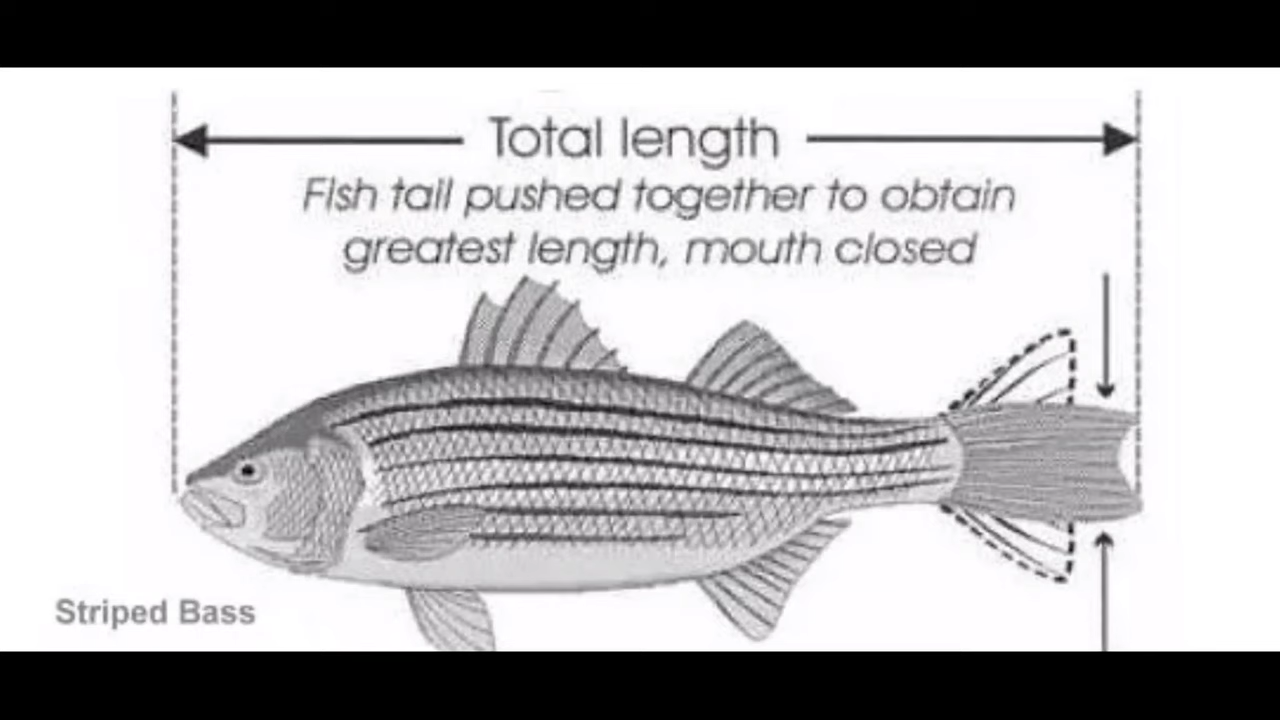 Total length
Fish tail pushed together to obtain
greatest length, mouth closed
Striped Bass